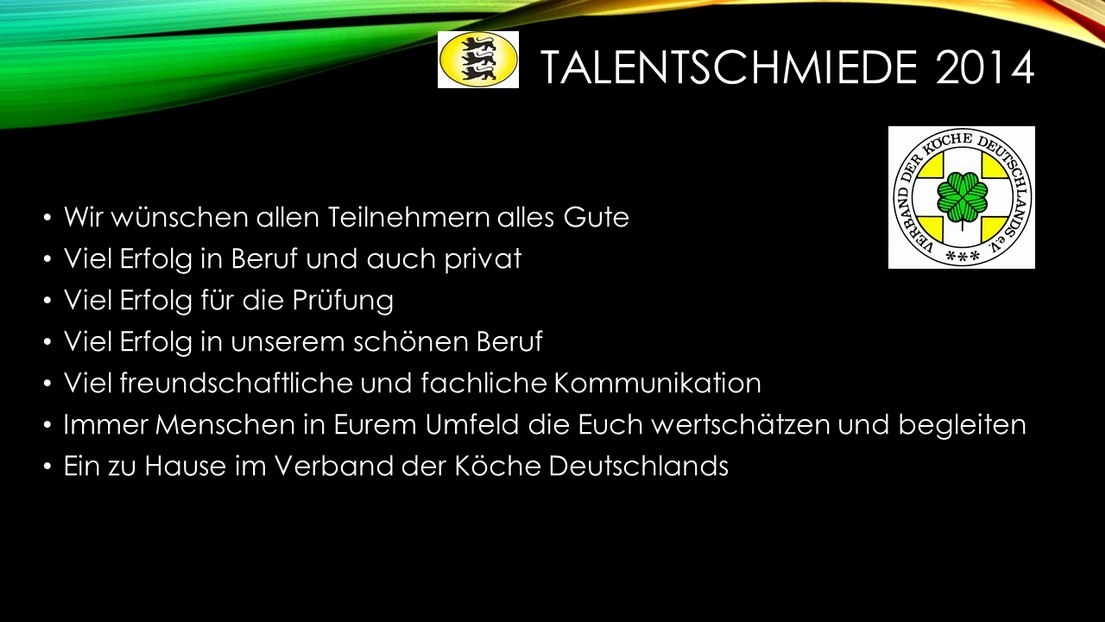 TALENTSCHMIEDE 2014
VERBAND DER KÖCHE DEUTSCHLANDS e.V.
***
• Wir wünschen allen Teilnehmern alles Gute
• Viel Erfolg in Beruf und auch privat
• Viel Erfolg für die Prüfung
• Viel Erfolg in unserem schönen Beruf
• Viel freundschaftliche und fachliche Kommunikation
• Immer Menschen in Eurem Umfeld die Euch wertschätzen und begleiten
• Ein zu Hause im Verband der Köche Deutschlands